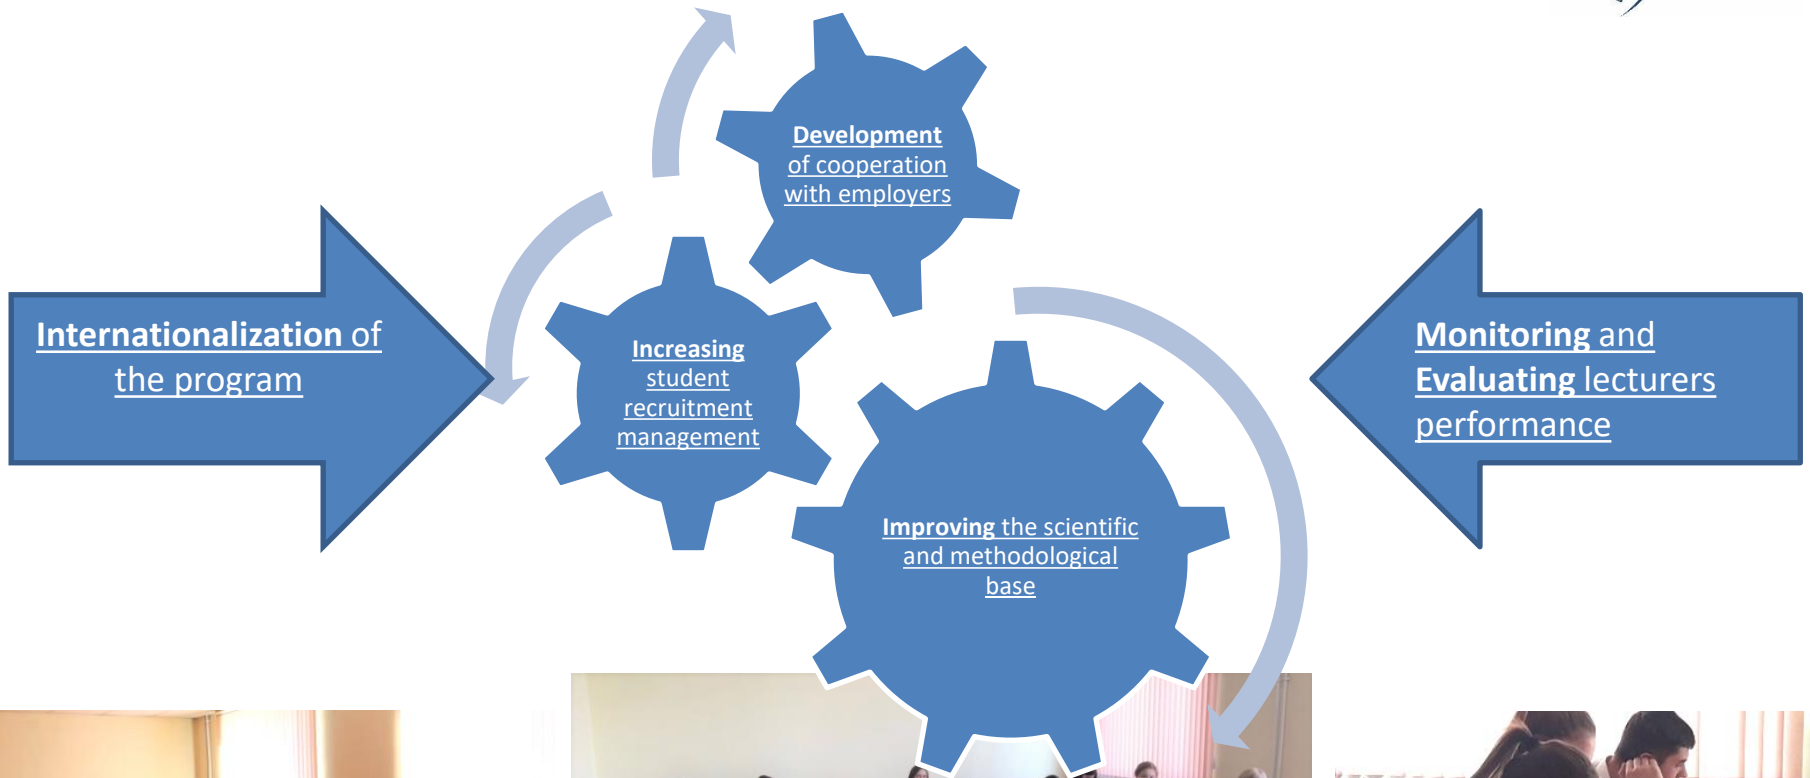 Development
of cooperation
with employers
Internationalization of
the program
Increasing
student
recruitment
management
Monitoring and
Evaluating lecturers
performance
Improving the scientific
and methodological
base